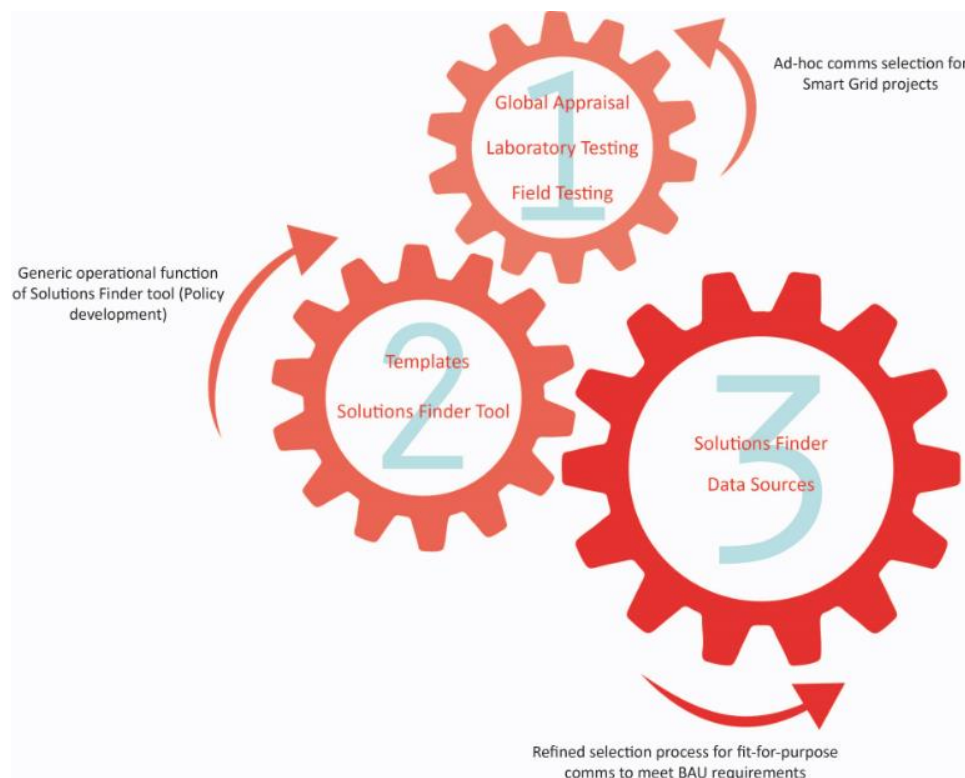 Ad-hoc comms selection for
Smart Grid projects
1
Global Appraisal
Laboratory Testing
Field Testing
Generic operational function
of Solutions Finder tool (Policy
development)
2
Templates
Solutions Finder Tool
3
Solutions Finder
Data Sources
Refined selection process for fit-for-purpose
comms to meet BAU requirements